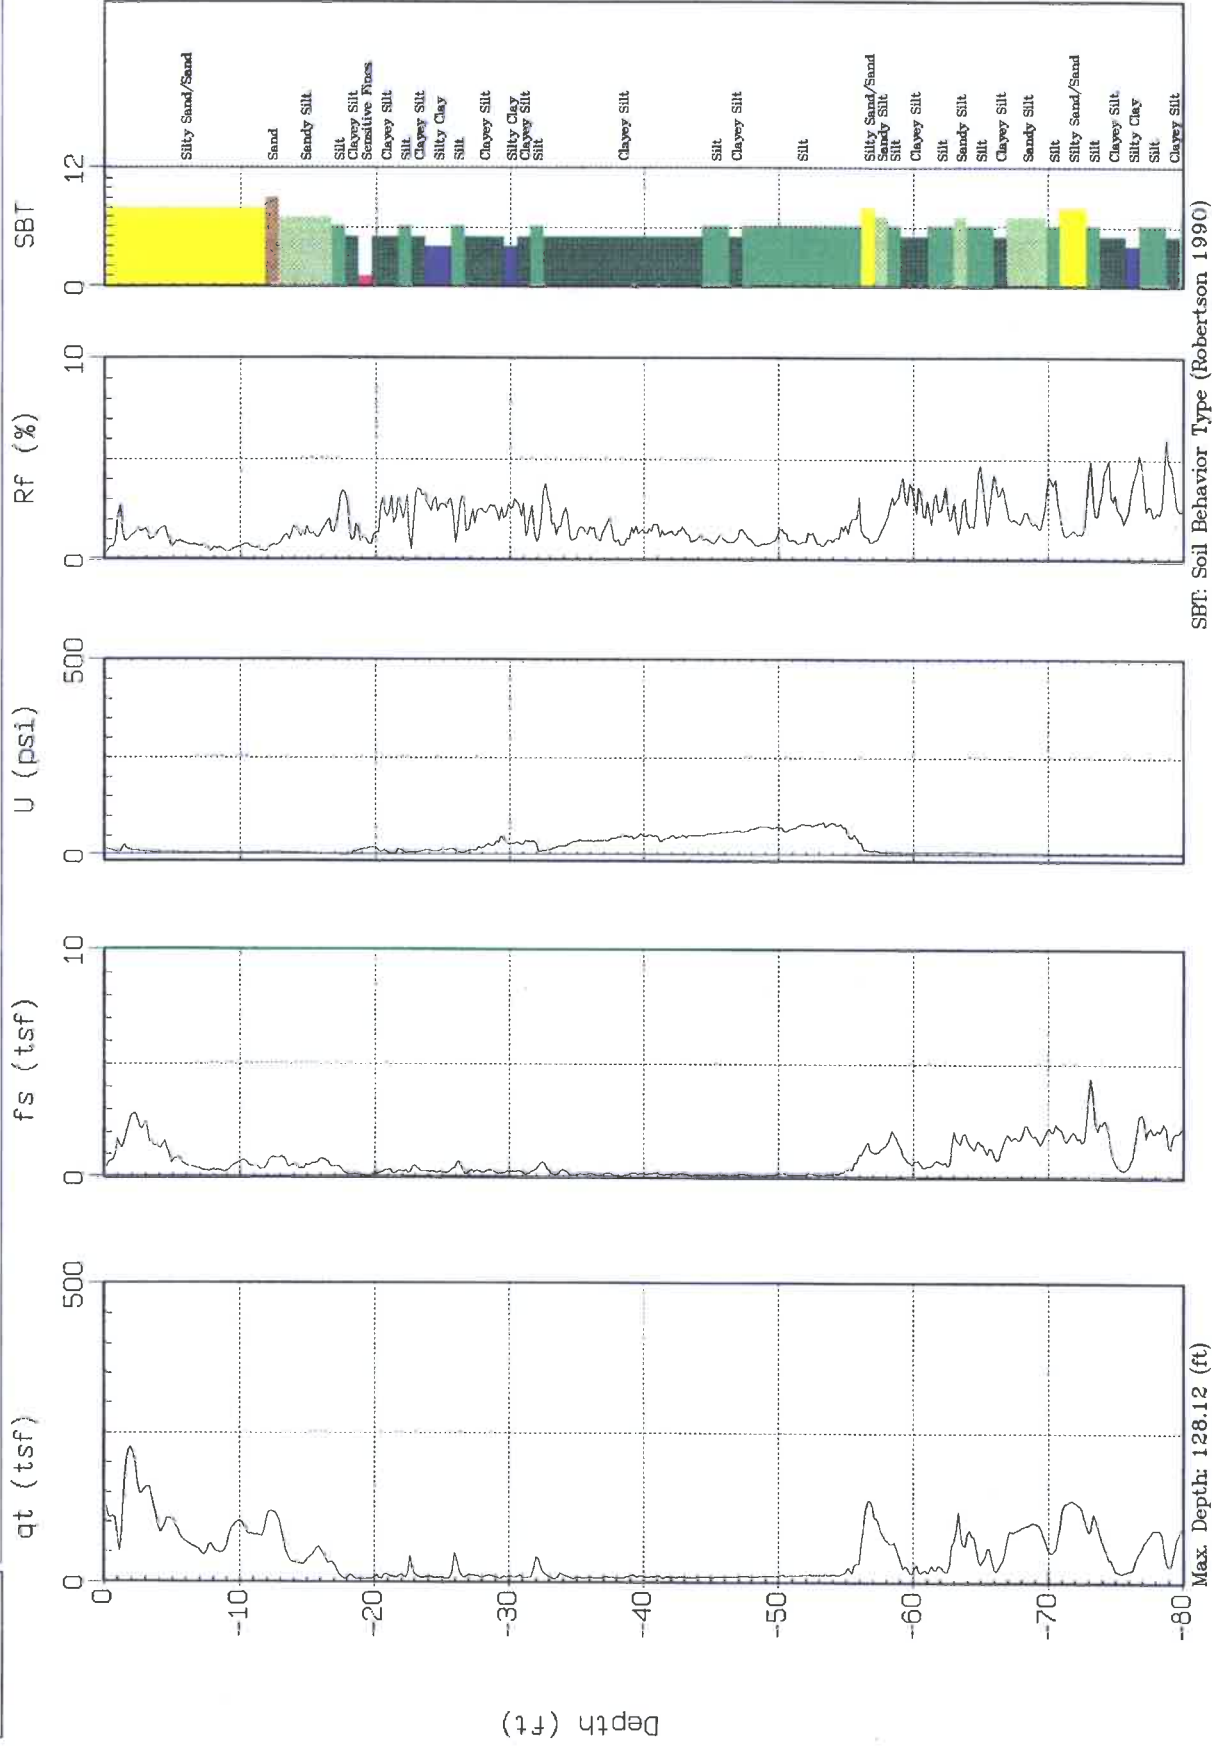 SBT
12
0
Silty Sand/Sand
Sand
Sandy Silt
Silt
Clayey Silt
Sensitive Fines
Clayey Silt
Silt
Clayey Silt
Silty Clay
Silt
Clayey Silt
Silty Clay
Clayey Silt
Silt
Clayey Silt
Silt
Clayey Silt
Silt
Silty Sand/Sand
Sandy Silt
Silt
Clayey Silt
Silt
Sandy Silt
Silt
Clayey Silt
Sandy Silt
Silt
Silty Sand/Sand
Silt
Clayey Silt
Silty Clay
Silt
Clayey Silt
Rf (%)
10
0
U (psi)
500
0
fs (tsf)
10
0
qt (tsf)
500
0
0
-10
-20
-30
-40
-50
-60
-70
-80
Depth (ft)
Max. Depth: 128.12 (ft)
SBT: Soil Behavior Type (Robertson 1990)